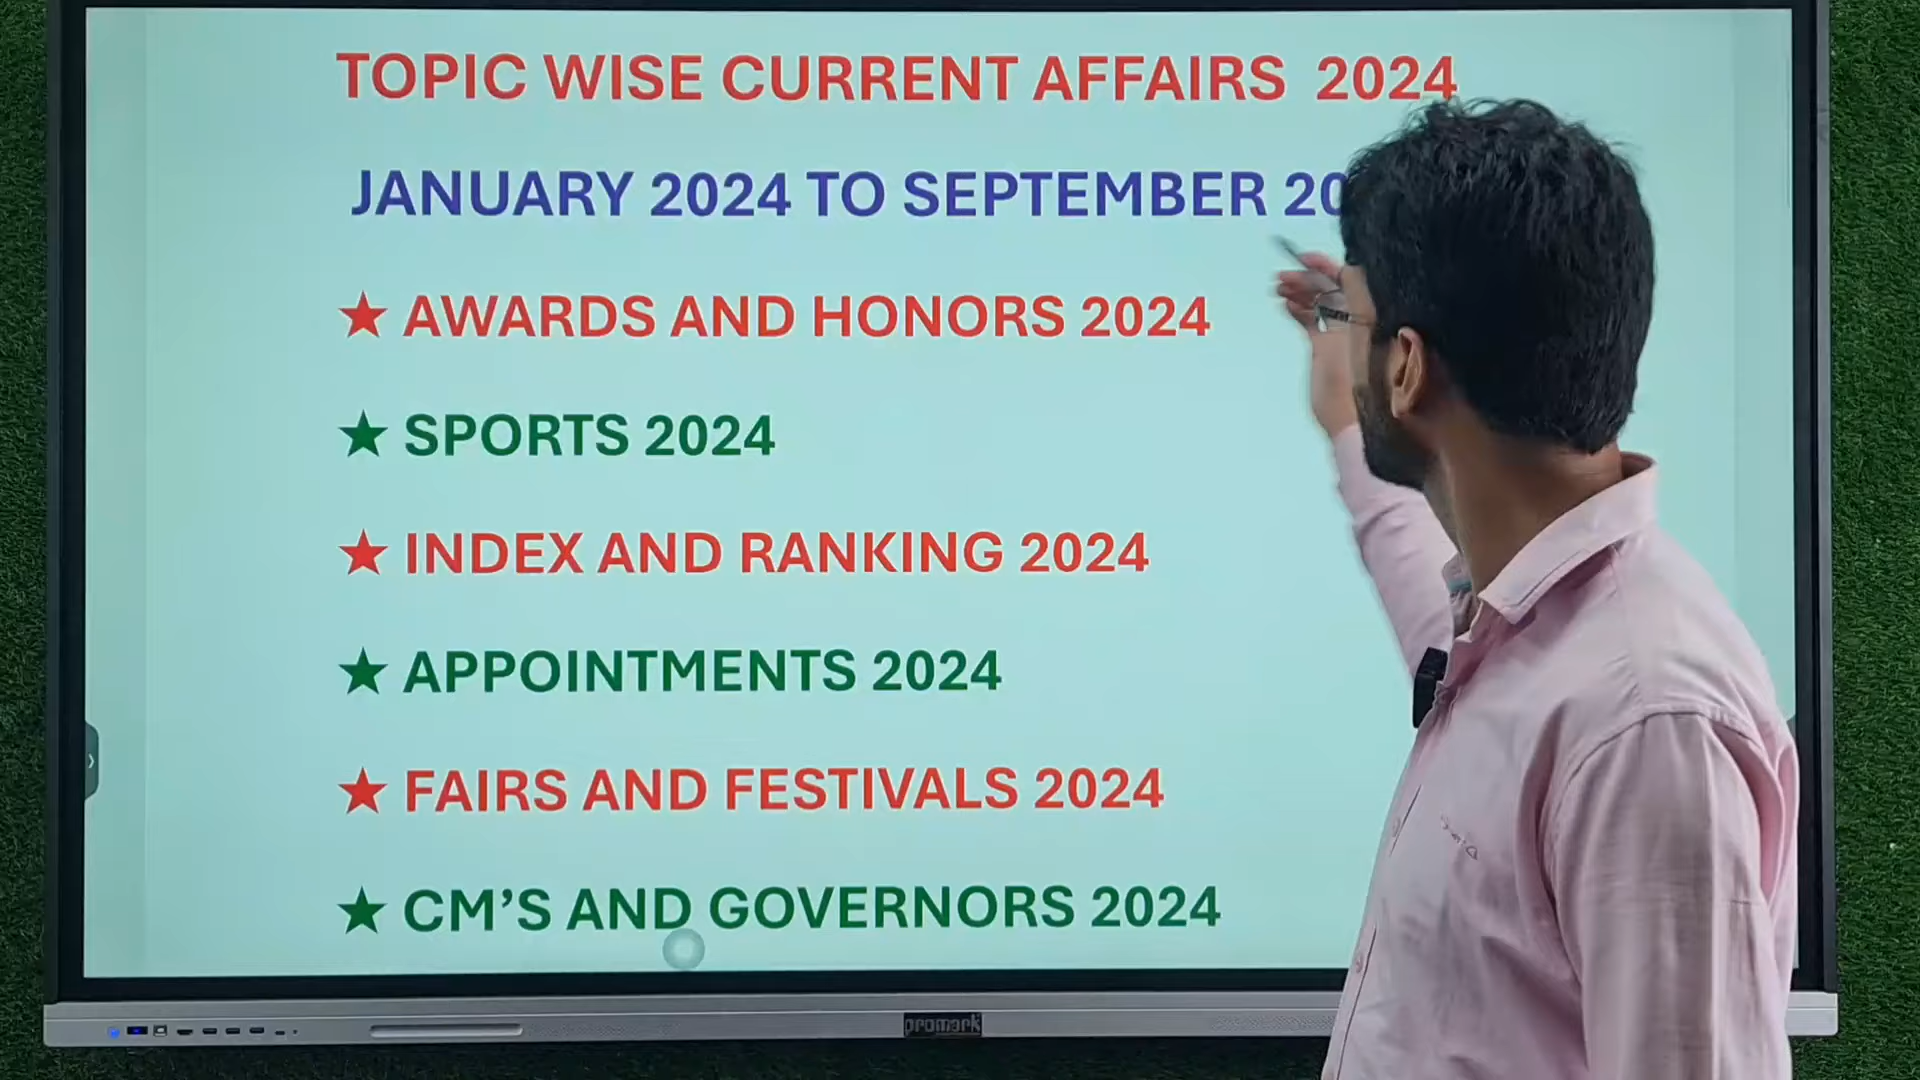 TOPIC WISE CURRENT AFFAIRS 2024
JANUARY 2024 TO SEPTEMBER
★ AWARDS AND HONORS 2024
★ SPORTS 2024
★ INDEX AND RANKING 2024
★ APPOINTMENTS 2024
★ FAIRS AND FESTIVALS 2024
★ CM'S AND GOVERNORS 2024
promark